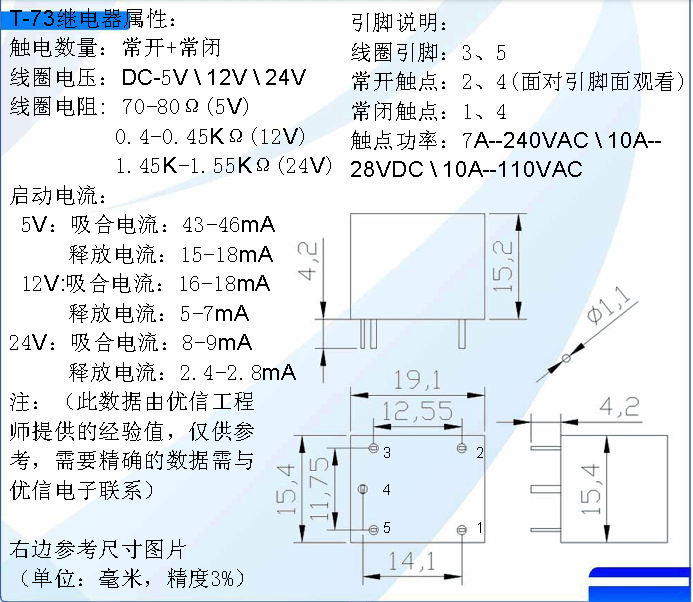 T-73继电器属性：
触电数量：常开+常闭
线圈电压：DC-5V \ 12V \ 24V
线圈电阻: 70-80Ω(5V)
0.4-0.45KΩ(12V)
1.45K-1.55KΩ(24V)
启动电流：
5V：吸合电流：43-46mA
释放电流：15-18mA
12V:吸合电流：16-18mA
释放电流：5-7mA
24V：吸合电流：8-9mA
释放电流：2.4-2.8mA
注：（此数据由优信工程
师提供的经验值，仅供参
考，需要精确的数据需与
优信电子联系）
右边参考尺寸图片
（单位：毫米，精度3%）
引脚说明：
线圈引脚：3、5
常开触点：2、4(面对引脚面观看)
常闭触点：1、4
触点功率：7A--240VAC \ 10A--
28VDC \ 10A--110VAC
4,2
15,2
Ø1,1
19,1
12,55
4,2
3
2
15,4
11,75
4
15,4
5
1
14,1